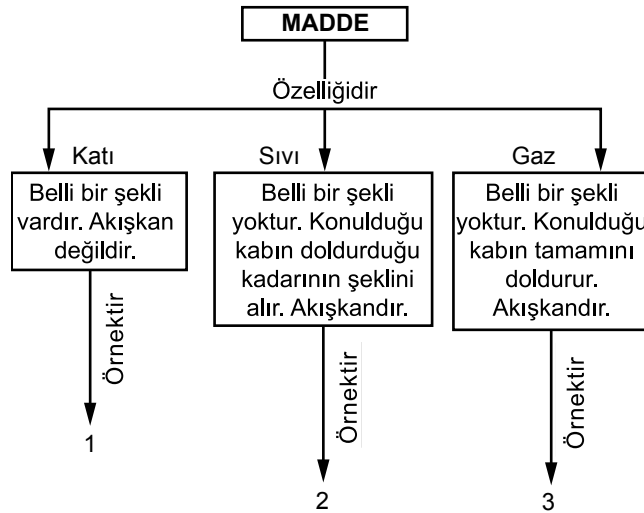 MADDE
Özelliğidir
Katı
Belli bir şekli
vardır. Akışkan
değildir.
Örnektir
1
Sıvı
Belli bir şekli
yoktur. Konulduğu
kabın doldurduğu
kadarının şeklini
alır. Akışkandır.
Örnektir
2
Gaz
Belli bir şekli
yoktur. Konulduğu
kabın tamamını
doldurur.
Akışkandır.
Örnektir
3